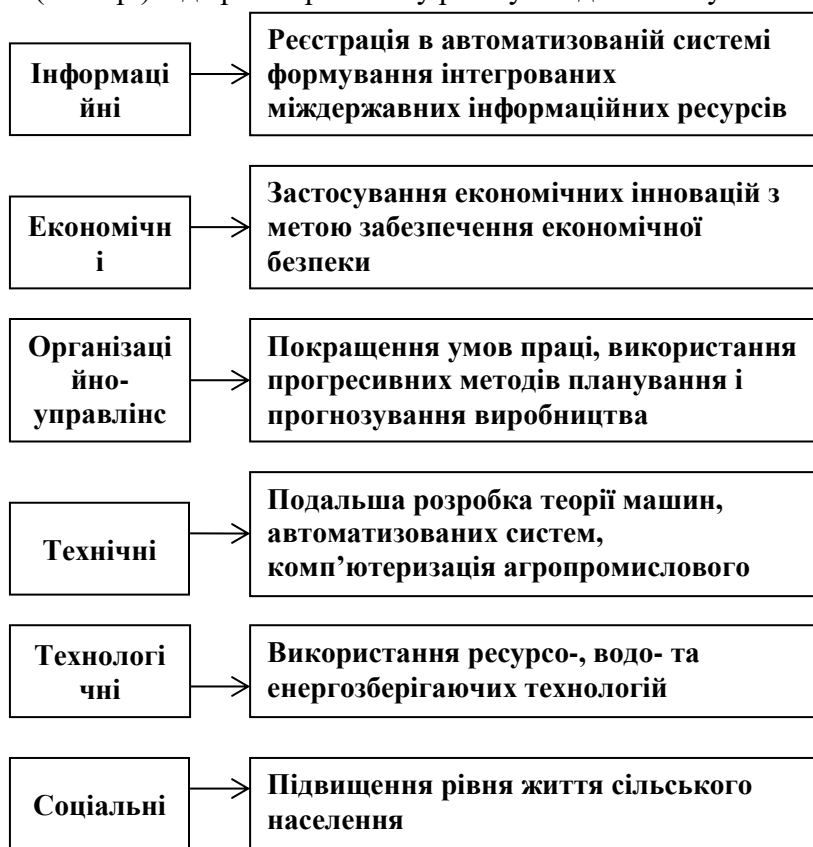 Інформаці
йні
Реєстрація в автоматизованій системі
формування інтегрованих
міждержавних інформаційних ресурсів
Економічн
і
Застосування економічних інновацій з
метою забезпечення економічної
безпеки
Організаці
йно-
управлінс
Покращення умов праці, використання
прогресивних методів планування і
прогнозування виробництва
Технічні
Подальша розробка теорії машин,
автоматизованих систем,
комп’ютеризація агропромислового
Технологі
чні
Використання ресурсо-, водо- та
енергозберігаючих технологій
Соціальні
Підвищення рівня життя сільського
населення